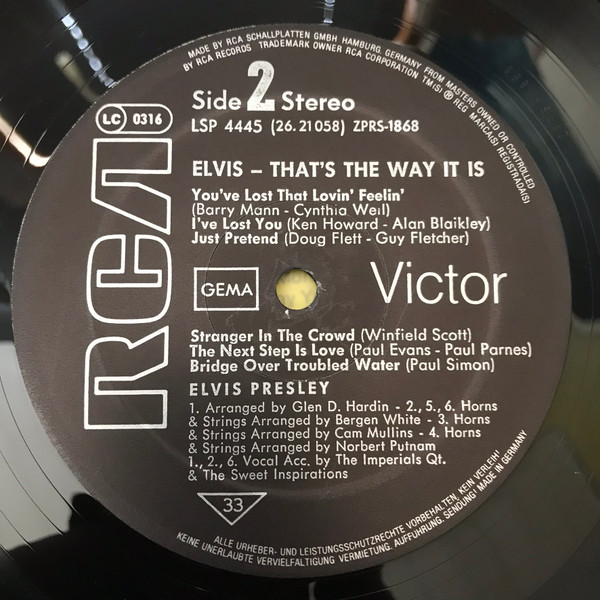 MADE BY RCA SCHALLPLATTEN GMBH HAMBURG, GERMANY FROM MASTERS OWNED OR CONTROLLED
BY RCA RECORDS TRADEMARK OWNER RCA CORPORATION TM(S) ® REG MARCA(S) REGISTRADA(S)
Side 2 Stereo
LC 0316
LSP 4445 (26.21058) ZPRS-1868
RCA
ELVIS – THAT'S THE WAY IT IS
You've Lost That Lovin' Feelin'
(Barry Mann - Cynthia Weil)
I've Lost You (Ken Howard - Alan Blaikley)
Just Pretend (Doug Flett - Guy Fletcher)
GEMA
Victor
Stranger In The Crowd (Winfield Scott)
The Next Step Is Love (Paul Evans - Paul Parnes)
Bridge Over Troubled Water (Paul Simon)
ELVIS PRESLEY
1. Arranged by Glen D. Hardin - 2., 5., 6. Horns
& Strings Arranged by Bergen White - 3. Horns
& Strings Arranged by Cam Mullins - 4. Horns
& Strings Arranged by Norbert Putnam
1., 2., 6. Vocal Acc. by The Imperials Qt.
& The Sweet Inspirations
33
ALLE URHEBER- UND LEISTUNGSSCHUTZRECHTE VORBEHALTEN, KEIN VERLEIH!
KEINE UNERLAUBTE VERVIELFALTIGUNG, VERMIETUNG, AUFFUHRUNG, SENDUNG! MADE IN GERMANY